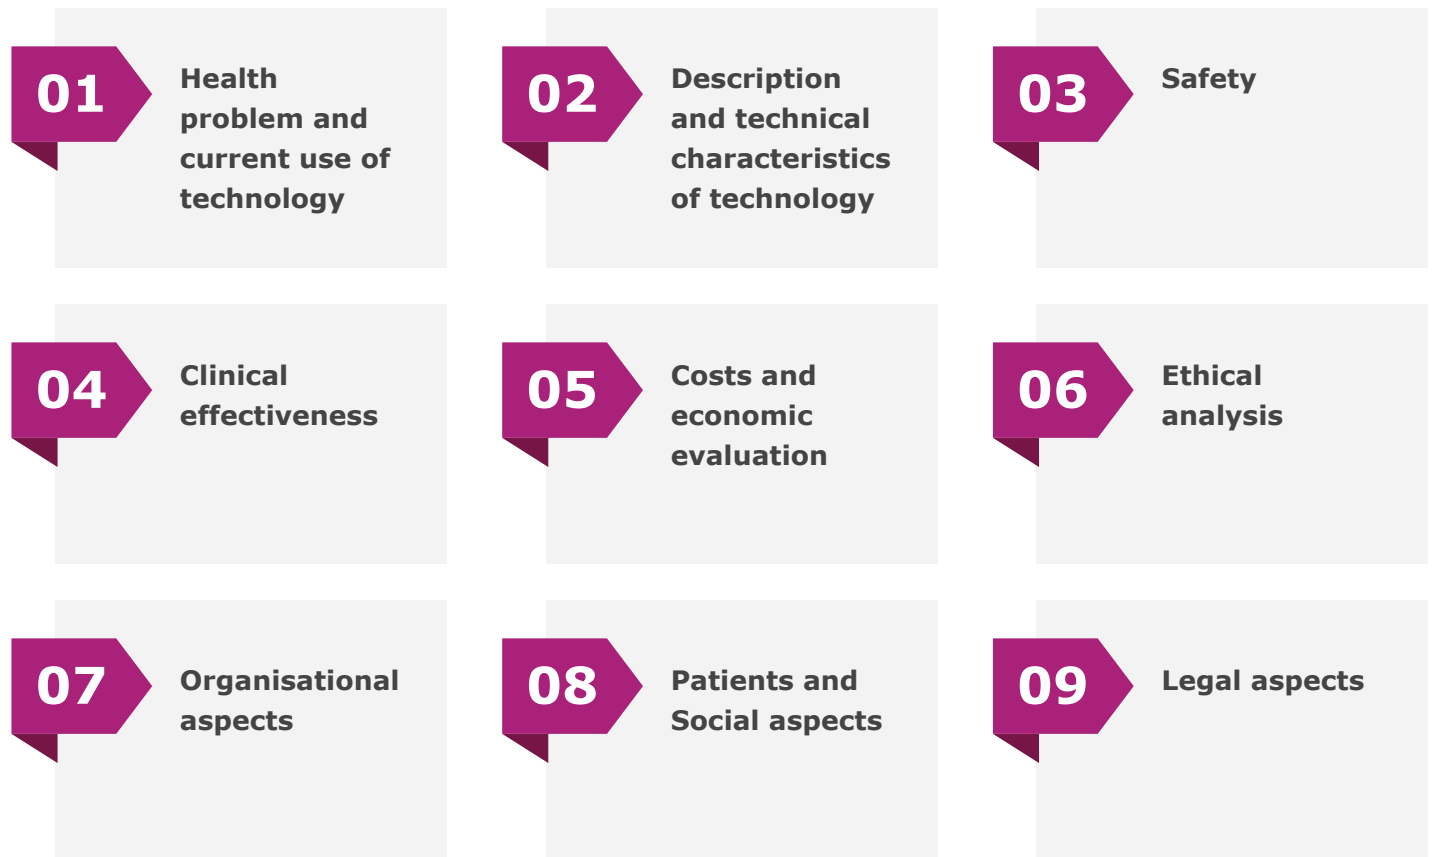 01
Health
problem and
current use of
technology
02
Description
and technical
characteristics
of technology
03
Safety
04
Clinical
effectiveness
05
Costs and
economic
evaluation
06
Ethical
analysis
07
Organisational
aspects
08
Patients and
Social aspects
09
Legal aspects